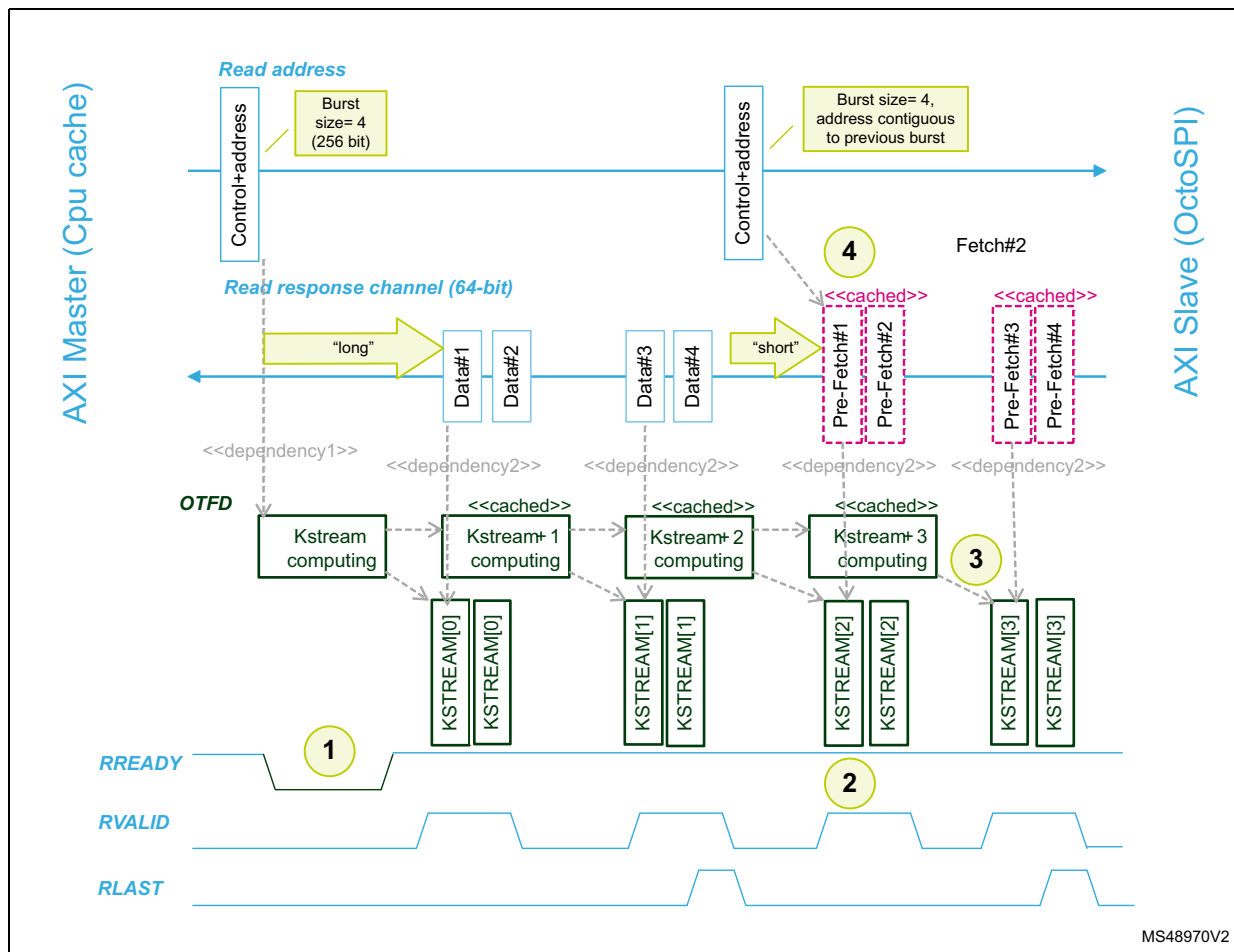 Read address
AXI Master (Cpu cache)
AXI Slave (OctoSPI)
Control+address
Burst
size= 4
(256 bit)
Control+address
Burst size= 4,
address contiguous
to previous burst
4
Fetch#2
Read response channel (64-bit)
<<cached>>
<<cached>>
"long"
Data#1
Data#2
Data#3
Data#4
"short"
Pre-Fetch#1
Pre-Fetch#2
Pre-Fetch#3
Pre-Fetch#4
<<dependency1>>
<<dependency2>>
<<dependency2>>
<<dependency2>>
<<dependency2>>
OTFD
<<cached>>
<<cached>>
<<cached>>
Kstream
computing
Kstream+ 1
computing
Kstream+ 2
computing
Kstream+ 3
computing
3
KSTREAM[0]
KSTREAM[0]
KSTREAM[1]
KSTREAM[1]
KSTREAM[2]
KSTREAM[2]
KSTREAM[3]
KSTREAM[3]
1
RREADY
2
RVALID
RLAST
MS48970V2